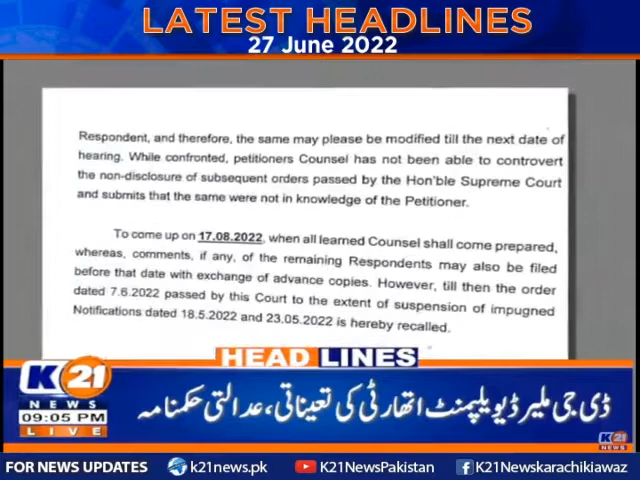 LATEST HEADLINES
27 June 2022
Respondent, and therefore, the same may please be modified till the next date of
hearing. While confronted, petitioners Counsel has not been able to controvert
the non-disclosure of subsequent orders passed by the Hon'ble Supreme Court
and submits that the same were not in knowledge of the Petitioner.
To come up on 17.08.2022, when all learned Counsel shall come prepared,
whereas, comments, if any, of the remaining Respondents may also be filed
before that date with exchange of advance copies. However, till then the order
dated 7.6.2022 passed by this Court to the extent of suspension of impugned
Notifications dated 18.5.2022 and 23.05.2022 is hereby recalled.
HEAD LINES
K21
NEWS
09:05 PM
LIVE
ڈی جی ملیر ڈیویلپمنٹ اتھارٹی کی تعیناتی، عدالتی حکمنامہ
K21
NEWS
FOR NEWS UPDATES k21news.pk K21NewsPakistan K21Newskarachikiawaz